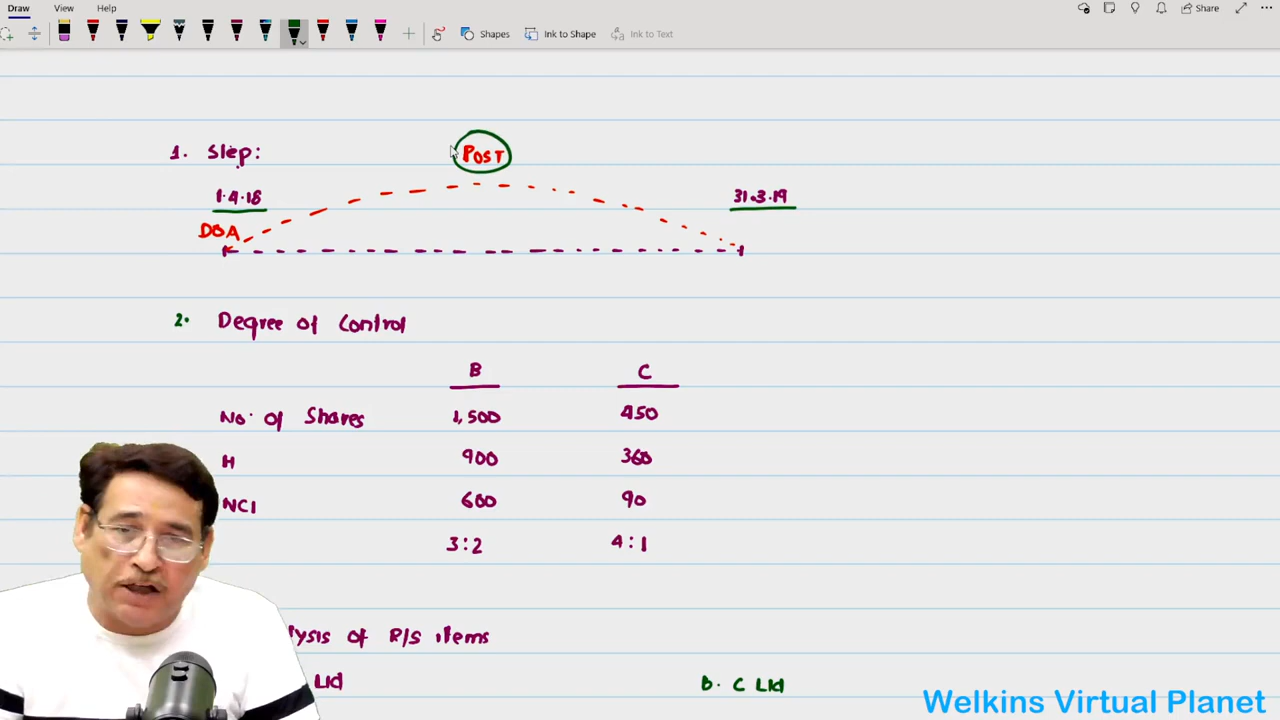 Draw View Help
Share
Shapes Ink to Shape Ink to Text
1. Step:
POST
1.4.18 31.3.19
DOA
2. Degree of Control
B C
No. of Shares 1,500 450
H 900 360
NCI 600 90
3:2 4:1
lysis of R/S items
Ltd b. C Ltd
Welkins Virtual Planet